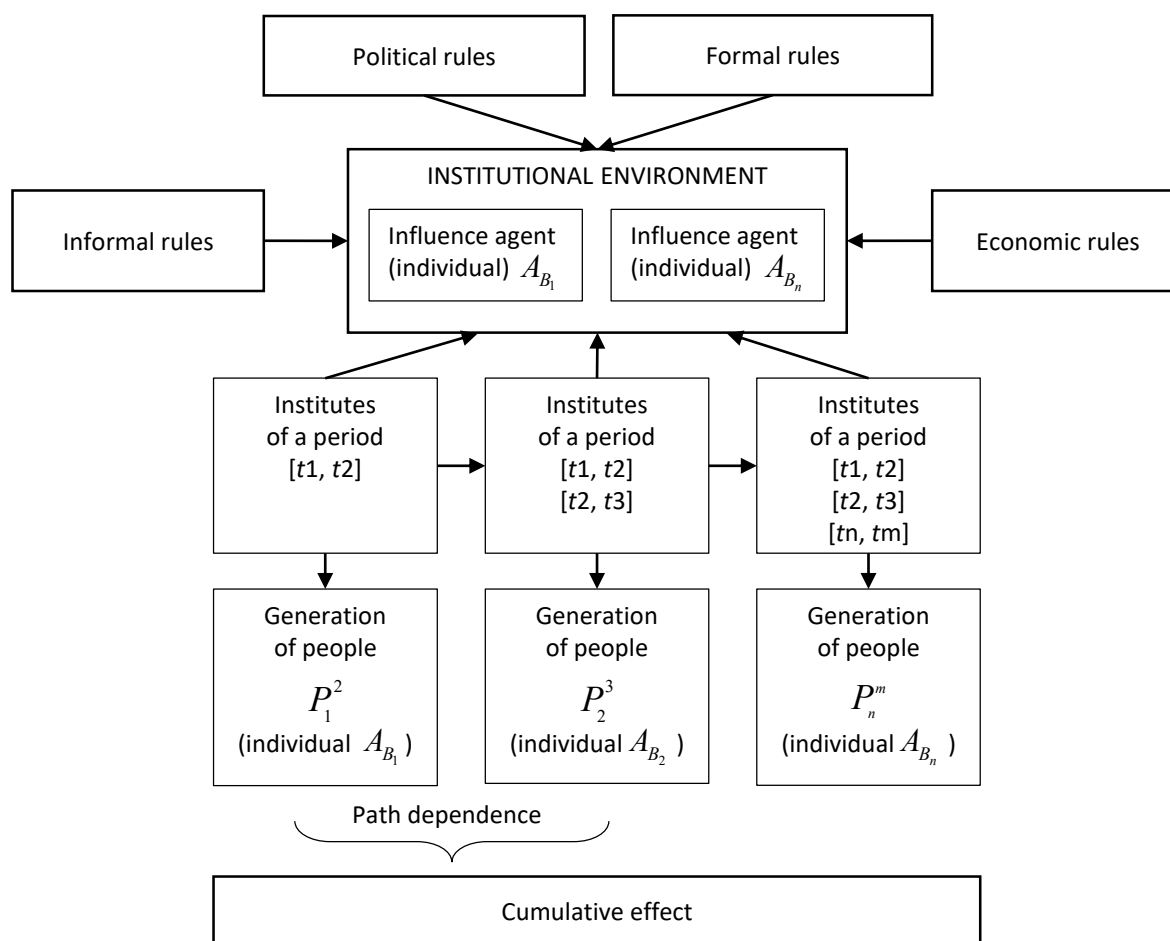 Political rules
Formal rules
INSTITUTIONAL ENVIRONMENT
Informal rules
Influence agent
(individual) A_{B_1}
Influence agent
(individual) A_{B_n}
Economic rules
Institutes
of a period
[t1, t2]
Institutes
of a period
[t1, t2]
[t2, t3]
Institutes
of a period
[t1, t2]
[t2, t3]
[tn, tm]
Generation
of people
P_1^2
(individual A_{B_1} )
Generation
of people
P_2^3
(individual A_{B_2} )
Generation
of people
P_n^m
(individual A_{B_n} )
Path dependence
Cumulative effect